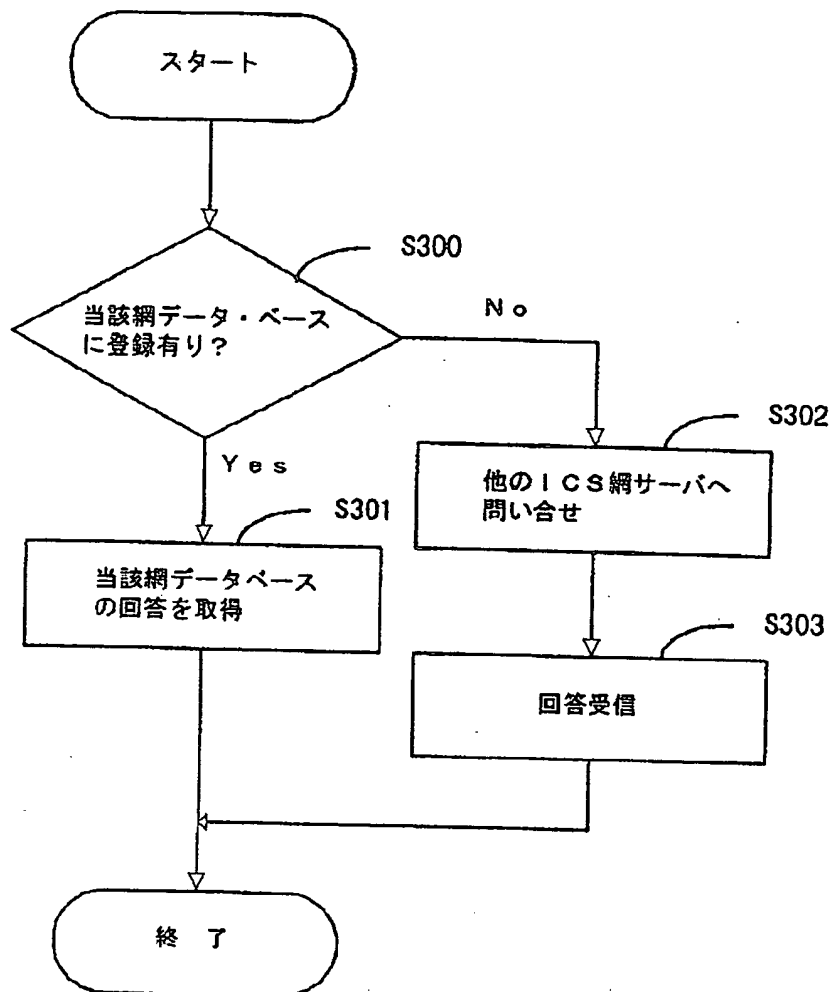 スタート
S300
当該網データ・ベース
に登録有り?
No
S302
他のICS網サーバへ
問い合せ
Yes
S301
当該網データベース
の回答を取得
S303
回答受信
終 了